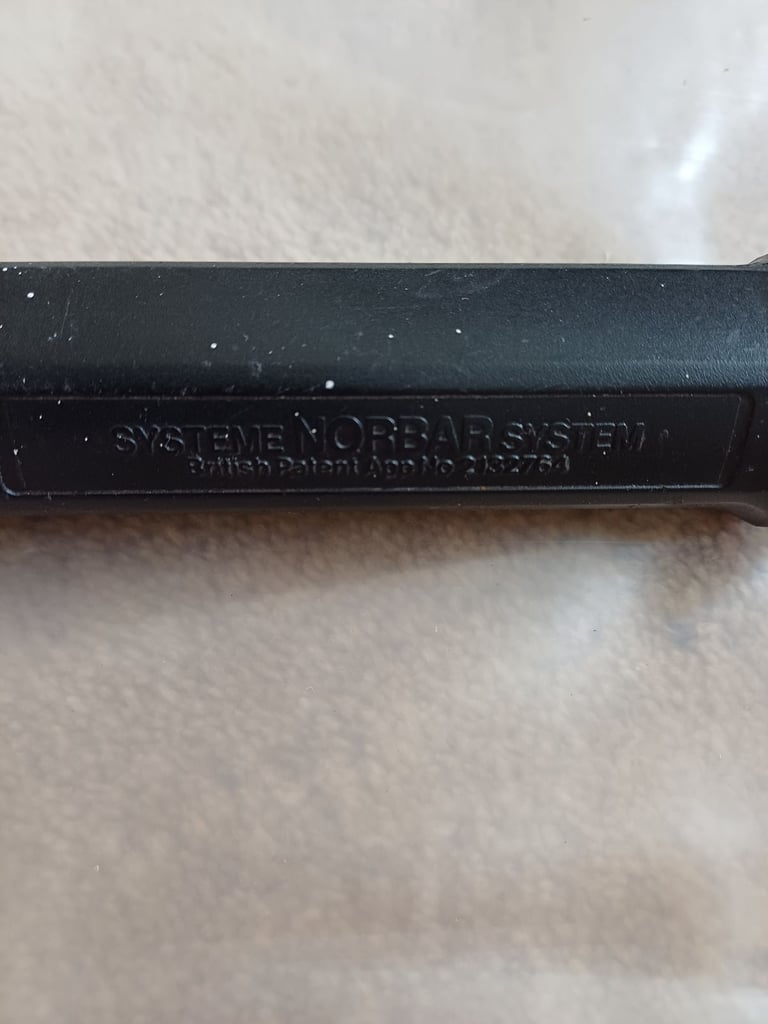 SYSTEME NORBAR SYSTEM
British Patent App No 2132764